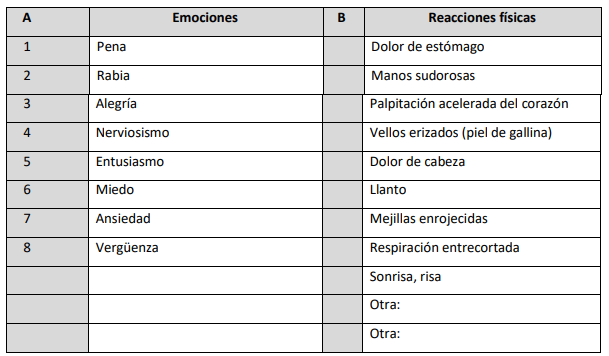 A Emociones B Reacciones físicas
1 Pena Dolor de estómago
2 Rabia Manos sudorosas
3 Alegría Palpitación acelerada del corazón
4 Nerviosismo Vellos erizados (piel de gallina)
5 Entusiasmo Dolor de cabeza
6 Miedo Llanto
7 Ansiedad Mejillas enrojecidas
8 Vergüenza Respiración entrecortada
Sonrisa, risa
Otra:
Otra: